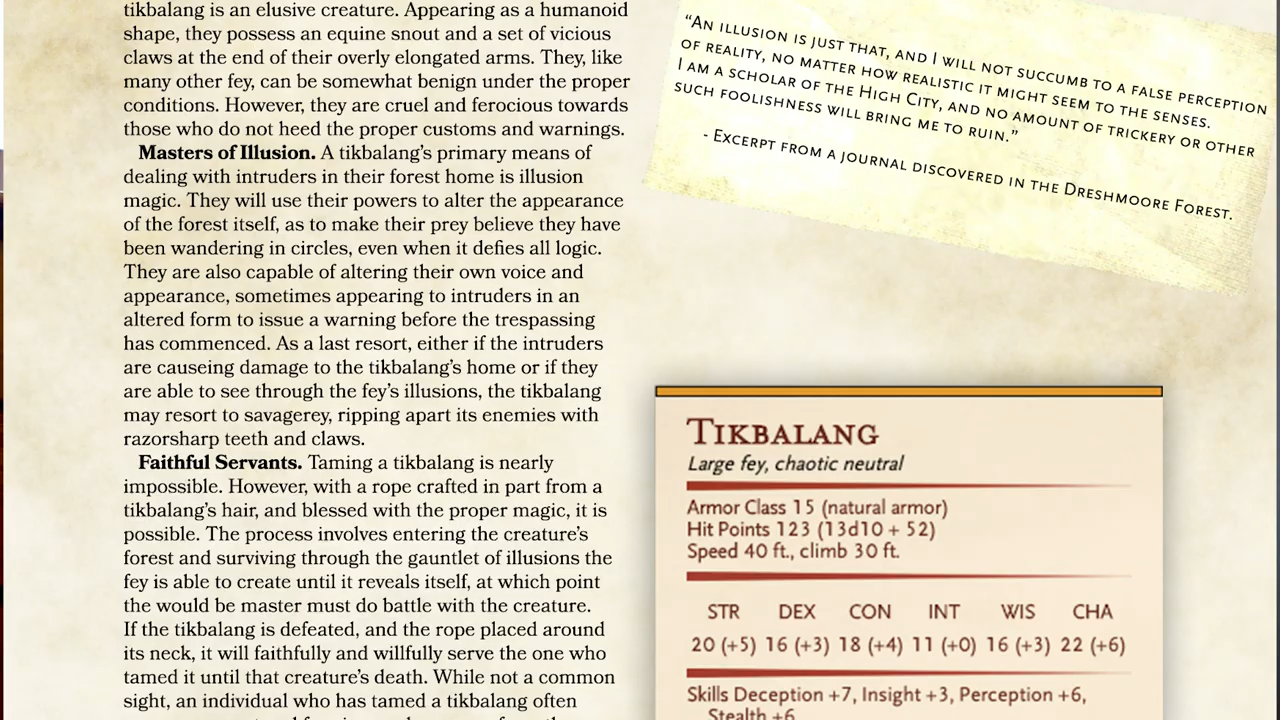 tikbalang is an elusive creature. Appearing as a humanoid
shape, they possess an equine snout and a set of vicious
claws at the end of their overly elongated arms. They, like
many other fey, can be somewhat benign under the proper
conditions. However, they are cruel and ferocious towards
those who do not heed the proper customs and warnings.
Masters of Illusion. A tikbalang's primary means of
dealing with intruders in their forest home is illusion
magic. They will use their powers to alter the appearance
of the forest itself, as to make their prey believe they have
been wandering in circles, even when it defies all logic.
They are also capable of altering their own voice and
appearance, sometimes appearing to intruders in an
altered form to issue a warning before the trespassing
has commenced. As a last resort, either if the intruders
are causeing damage to the tikbalang's home or if they
are able to see through the fey's illusions, the tikbalang
may resort to savagerey, ripping apart its enemies with
razorsharp teeth and claws.
Faithful Servants. Taming a tikbalang is nearly
impossible. However, with a rope crafted in part from a
tikbalang's hair, and blessed with the proper magic, it is
possible. The process involves entering the creature's
forest and surviving through the gauntlet of illusions the
fey is able to create until it reveals itself, at which point
the would be master must do battle with the creature.
If the tikbalang is defeated, and the rope placed around
its neck, it will faithfully and willfully serve the one who
tamed it until that creature's death. While not a common
sight, an individual who has tamed a tikbalang often
"An illusion is just that, and I will not succumb to a false perception
of reality, no matter how realistic it might seem to the senses.
I am a scholar of the High City, and no amount of trickery or other
such foolishness will bring me to ruin."
- Excerpt from a journal discovered in the Dreshmoore Forest.
Tikbalang
Large fey, chaotic neutral
Armor Class 15 (natural armor)
Hit Points 123 (13d10 + 52)
Speed 40 ft., climb 30 ft.
STR DEX CON INT WIS CHA
20 (+5) 16 (+3) 18 (+4) 11 (+0) 16 (+3) 22 (+6)
Skills Deception +7, Insight +3, Perception +6,
Stealth +6